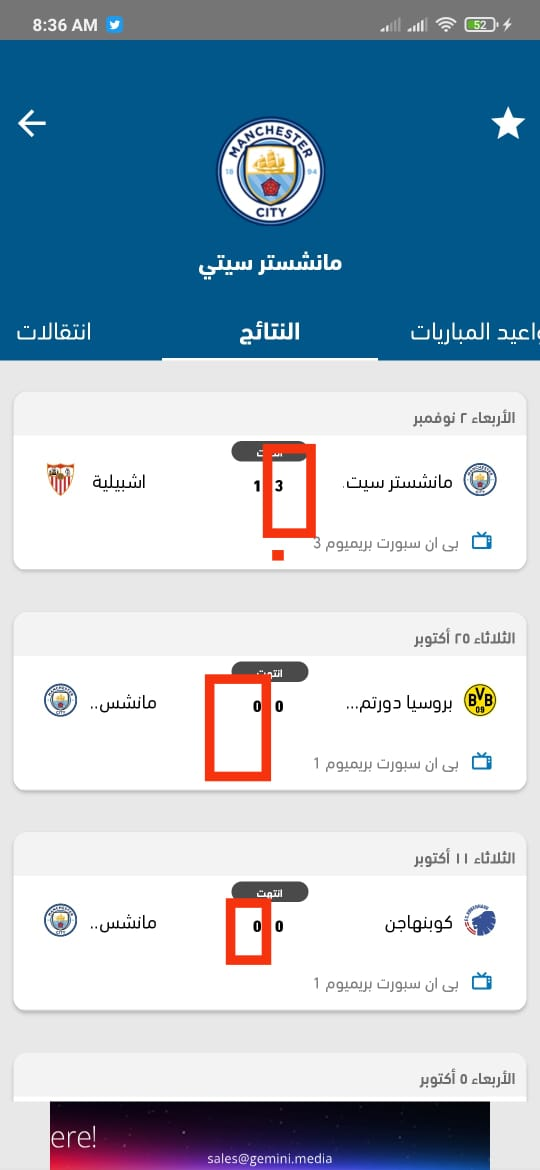 8:36 AM
52
MANCHESTER
18 94
CITY
مانشستر سيتي
واعيد المباريات
النتائج
انتقالات
الأربعاء ٢ نوفمبر
انتهت
مانشستر سيت.
3 1
اشبيلية
بى ان سبورت بريميوم 3
الثلاثاء ٢٥ أكتوبر
انتهت
BVB
09
بروسيا دورتم...
0 0
مانشس..
بى ان سبورت بريميوم 1
الثلاثاء ١١ أكتوبر
انتهت
كوبنهاجن
0 0
مانشس..
بى ان سبورت بريميوم 1
الأربعاء ٥ أكتوبر
ere!
sales@gemini.media